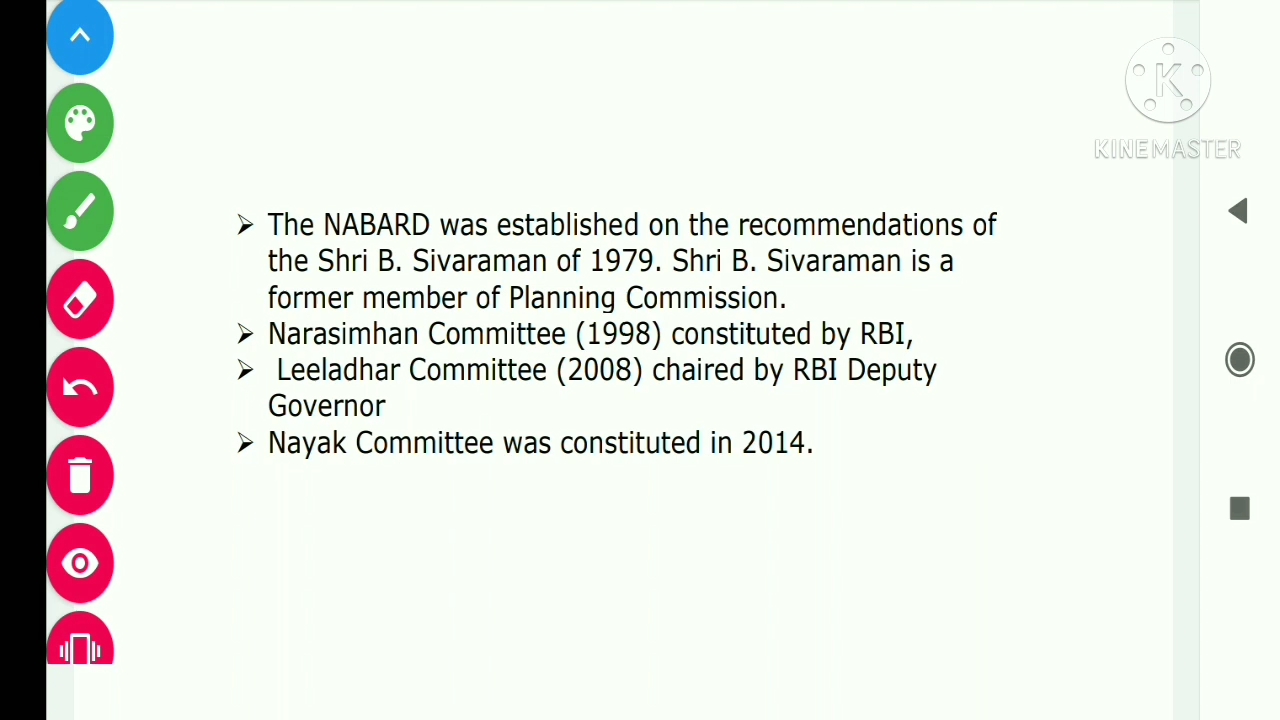 K
KINEMASTER
➢ The NABARD was established on the recommendations of
the Shri B. Sivaraman of 1979. Shri B. Sivaraman is a
former member of Planning Commission.
➢ Narasimhan Committee (1998) constituted by RBI,
➢ Leeladhar Committee (2008) chaired by RBI Deputy
Governor
➢ Nayak Committee was constituted in 2014.